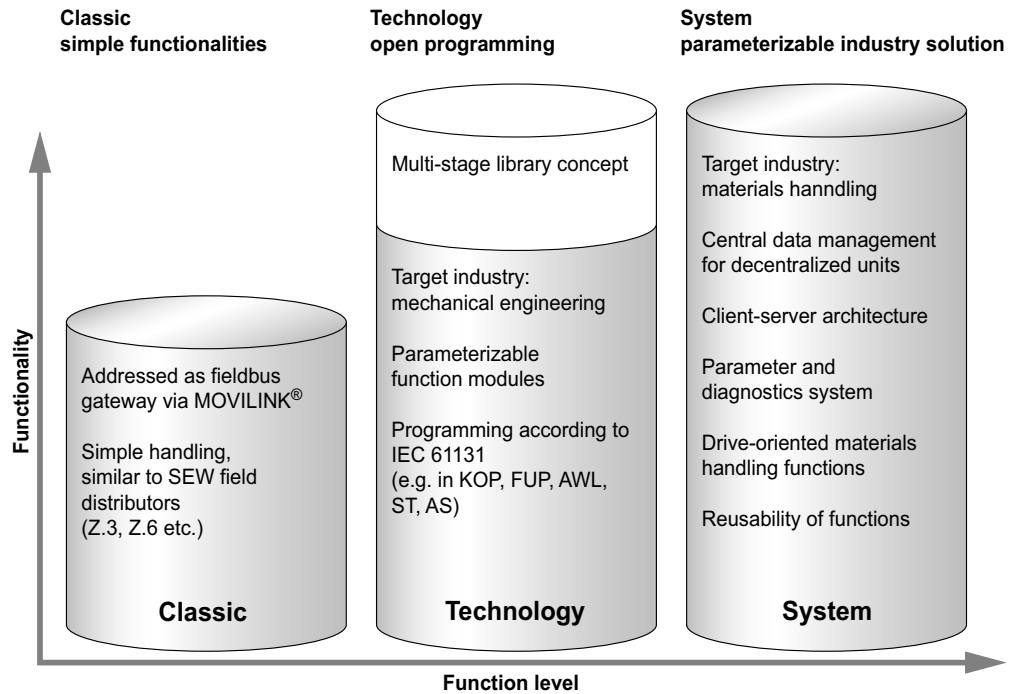 Classic
simple functionalities
Technology
open programming
System
parameterizable industry solution
Functionality
Addressed as fieldbus
gateway via MOVILINK®
Simple handling,
similar to SEW field
distributors
(Z.3, Z.6 etc.)
Classic
Multi-stage library concept
Target industry:
mechanical engineering
Parameterizable
function modules
Programming according to
IEC 61131
(e.g. in KOP, FUP, AWL,
ST, AS)
Technology
Target industry:
materials hanndling
Central data management
for decentralized units
Client-server architecture
Parameter and
diagnostics system
Drive-oriented materials
handling functions
Reusability of functions
System
Function level